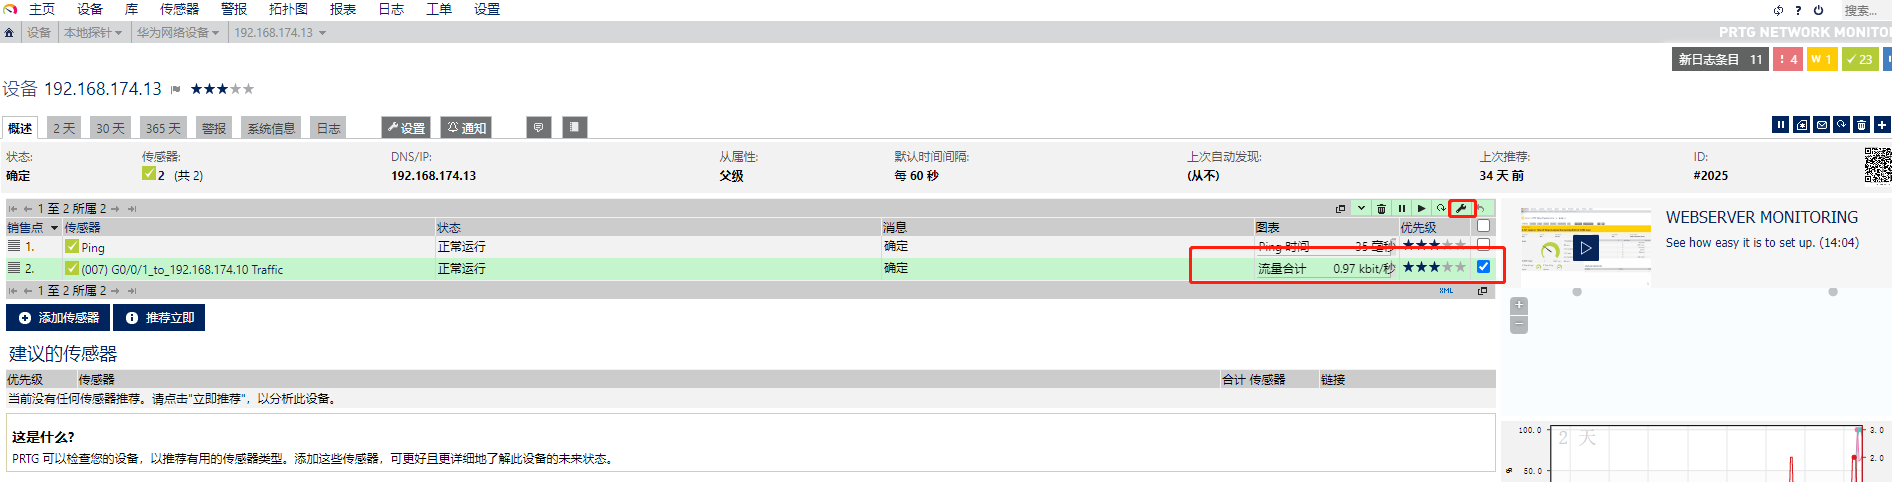 主页 设备 库 传感器 警报 拓扑图 报表 日志 工单 设置 ? 搜索...
设备 本地探针 华为网络设备 192.168.174.13 PRTG NETWORK MONITO
新日志条目 11 ! 4 W 1 23
设备 192.168.174.13
概述 2 天 30 天 365 天 警报 系统信息 日志 设置 通知
状态: 传感器: DNS/IP: 从属性: 默认时间间隔: 上次自动发现: 上次推荐: ID:
确定 2 (共 2) 192.168.174.13 父级 每 60 秒 (从不) 34 天 前 #2025
1 至 2 所属 2
销售点 传感器 状态 消息 图表 优先级
1. Ping 正常运行 确定 Ping 时间 35 毫秒
2. (007) G0/0/1_to_192.168.174.10 Traffic 正常运行 确定 流量合计 0.97 kbit/秒
1 至 2 所属 2 XML
添加传感器 推荐立即
建议的传感器
优先级 传感器 合计 传感器 链接
当前没有任何传感器推荐。请点击"立即推荐"，以分析此设备。
这是什么?
PRTG 可以检查您的设备，以推荐有用的传感器类型。添加这些传感器，可更好且更详细地了解此设备的未来状态。
WEBSERVER MONITORING
See how easy it is to set up. (14:04)
+
−
2 天
100.0 3.0
2.0
50.0 %